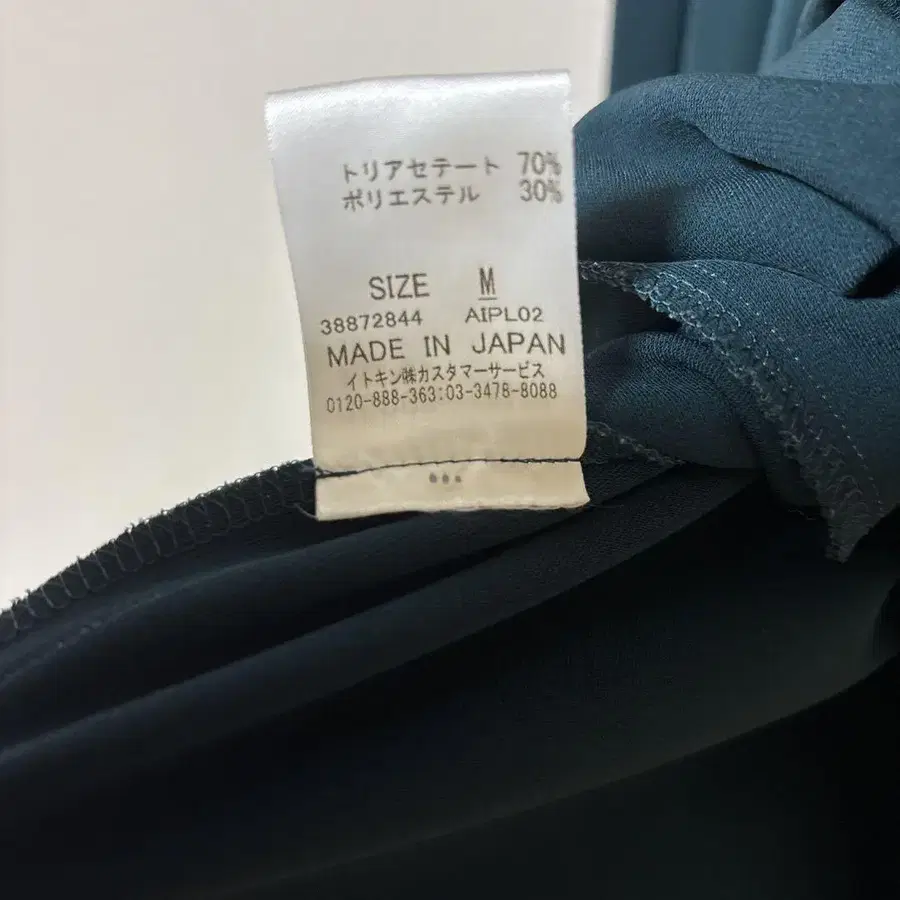 トリアセテート 70%
ポリエステル 30%
SIZE M
38872844 AIPL02
MADE IN JAPAN
イトキン㈱カスタマーサービス
0120-888-363:03-3478-8088